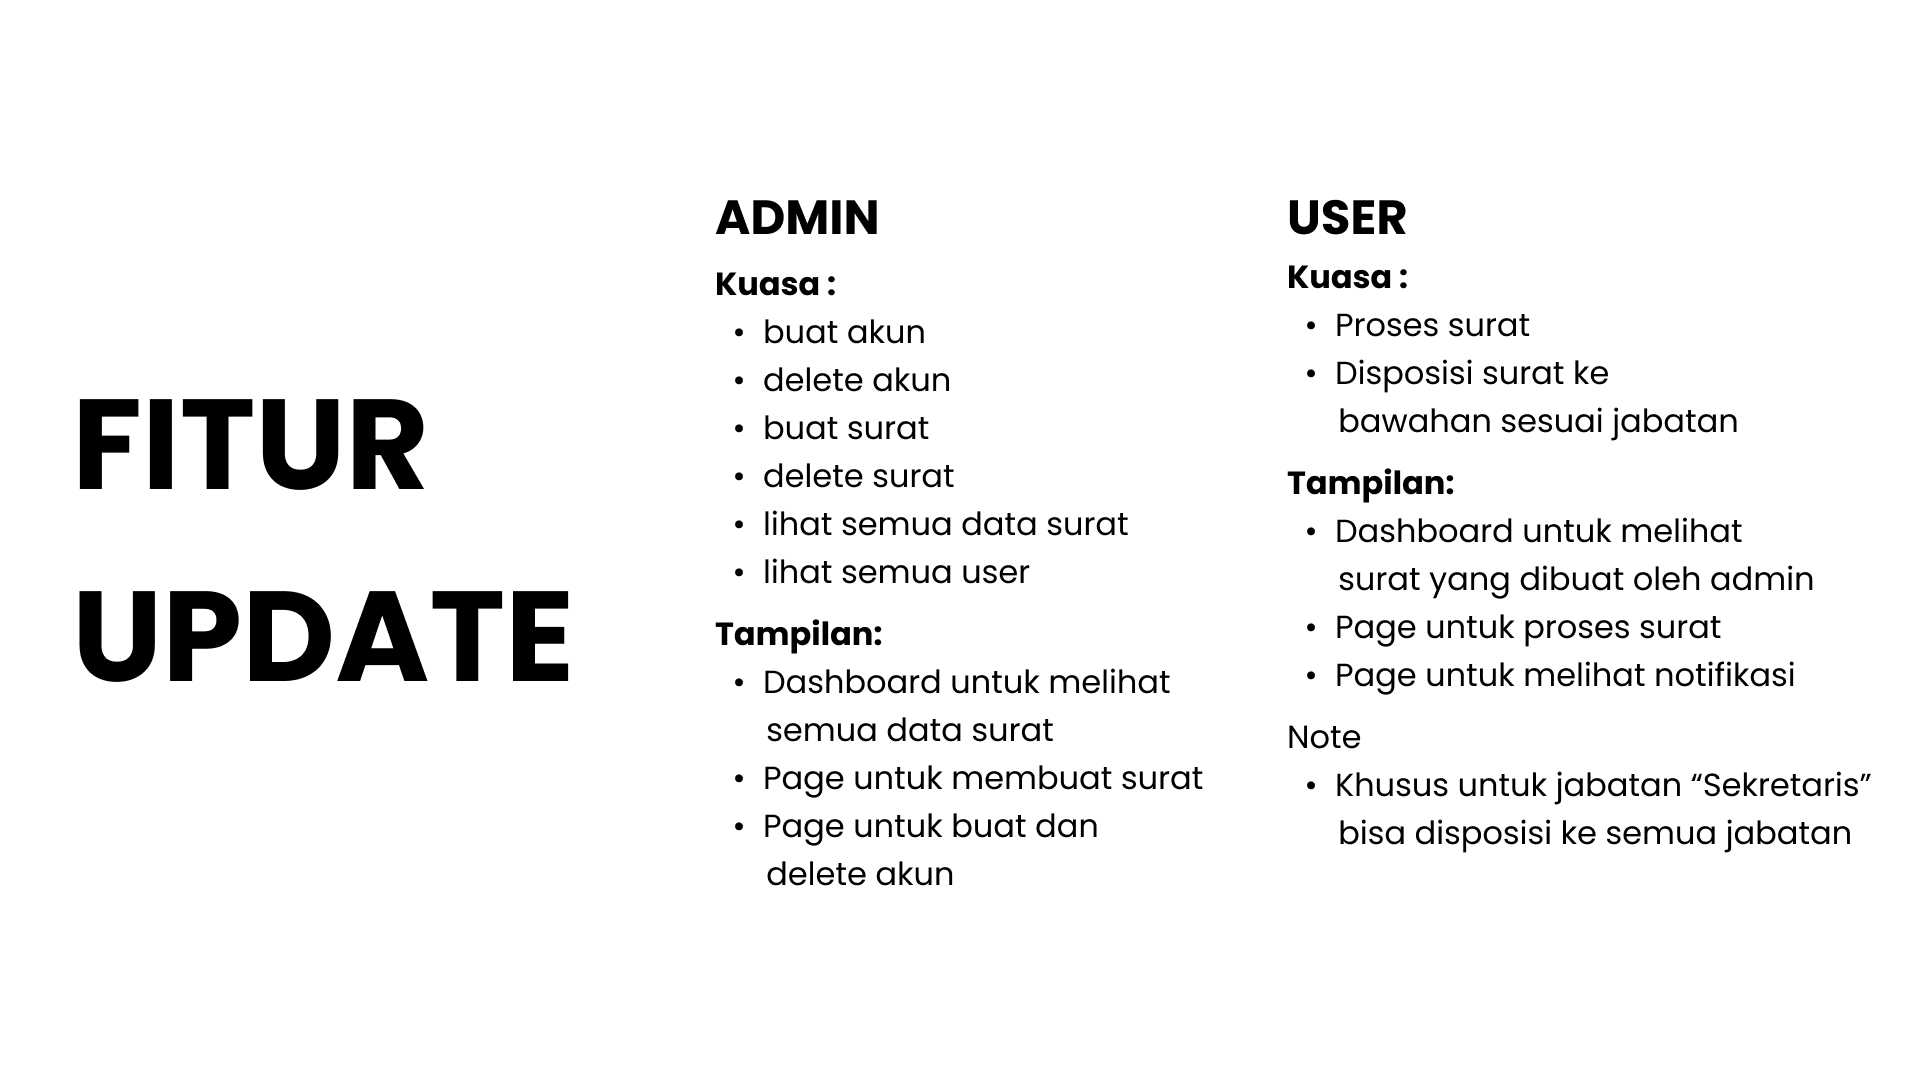 FITUR
UPDATE
ADMIN
Kuasa :
• buat akun
• delete akun
• buat surat
• delete surat
• lihat semua data surat
• lihat semua user
Tampilan:
• Dashboard untuk melihat
semua data surat
• Page untuk membuat surat
• Page untuk buat dan
delete akun
USER
Kuasa :
• Proses surat
• Disposisi surat ke
bawahan sesuai jabatan
Tampilan:
• Dashboard untuk melihat
surat yang dibuat oleh admin
• Page untuk proses surat
• Page untuk melihat notifikasi
Note
• Khusus untuk jabatan “Sekretaris”
bisa disposisi ke semua jabatan